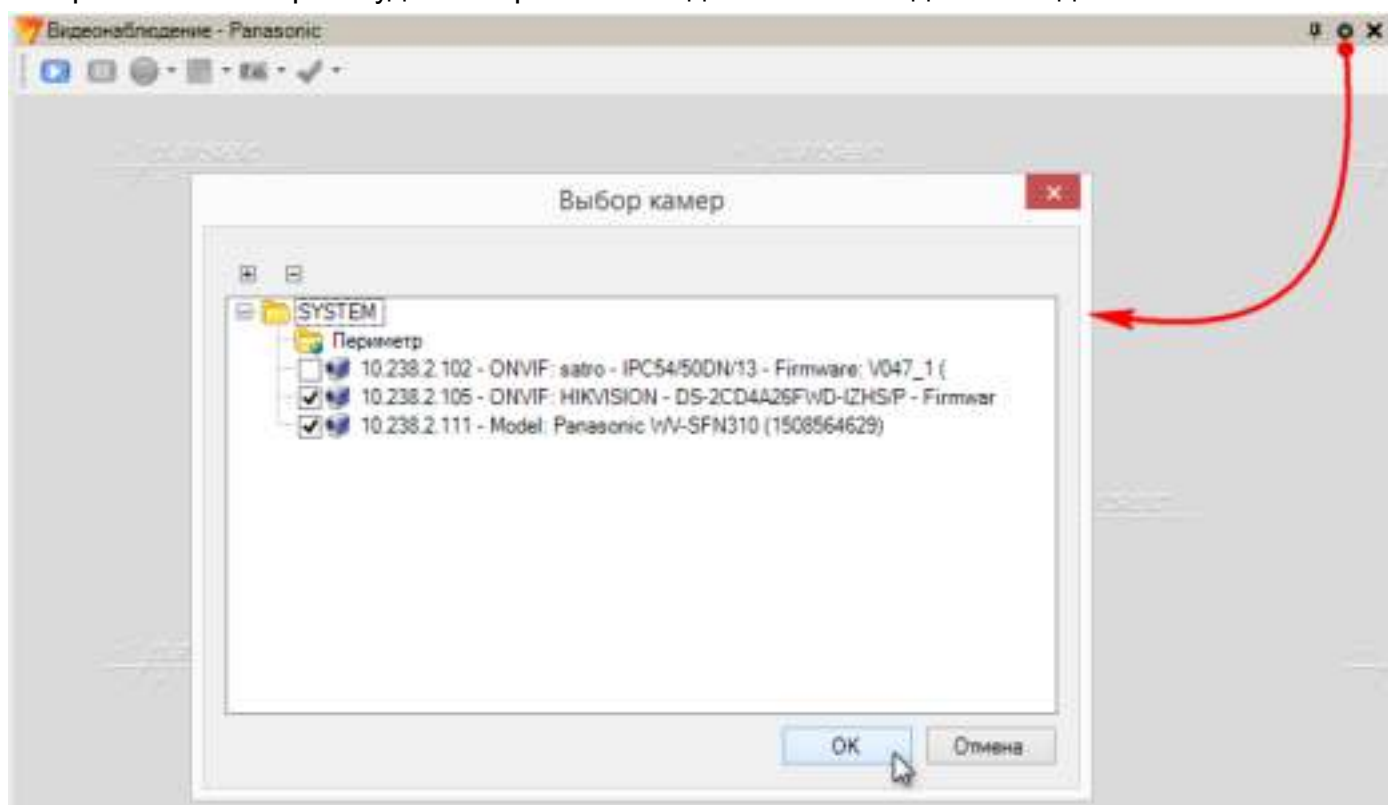 Видеонаблюдение - Panasonic
Выбор камер
SYSTEM
Периметр
10.238.2.102 - ONVIF: satro - IPC54/50DN/13 - Firmware: V047_1 (
10.238.2.105 - ONVIF: HIKVISION - DS-2CD4A26FWD-IZHS/P - Firmwar
10.238.2.111 - Model: Panasonic WV-SFN310 (1508564629)
OK
Отмена